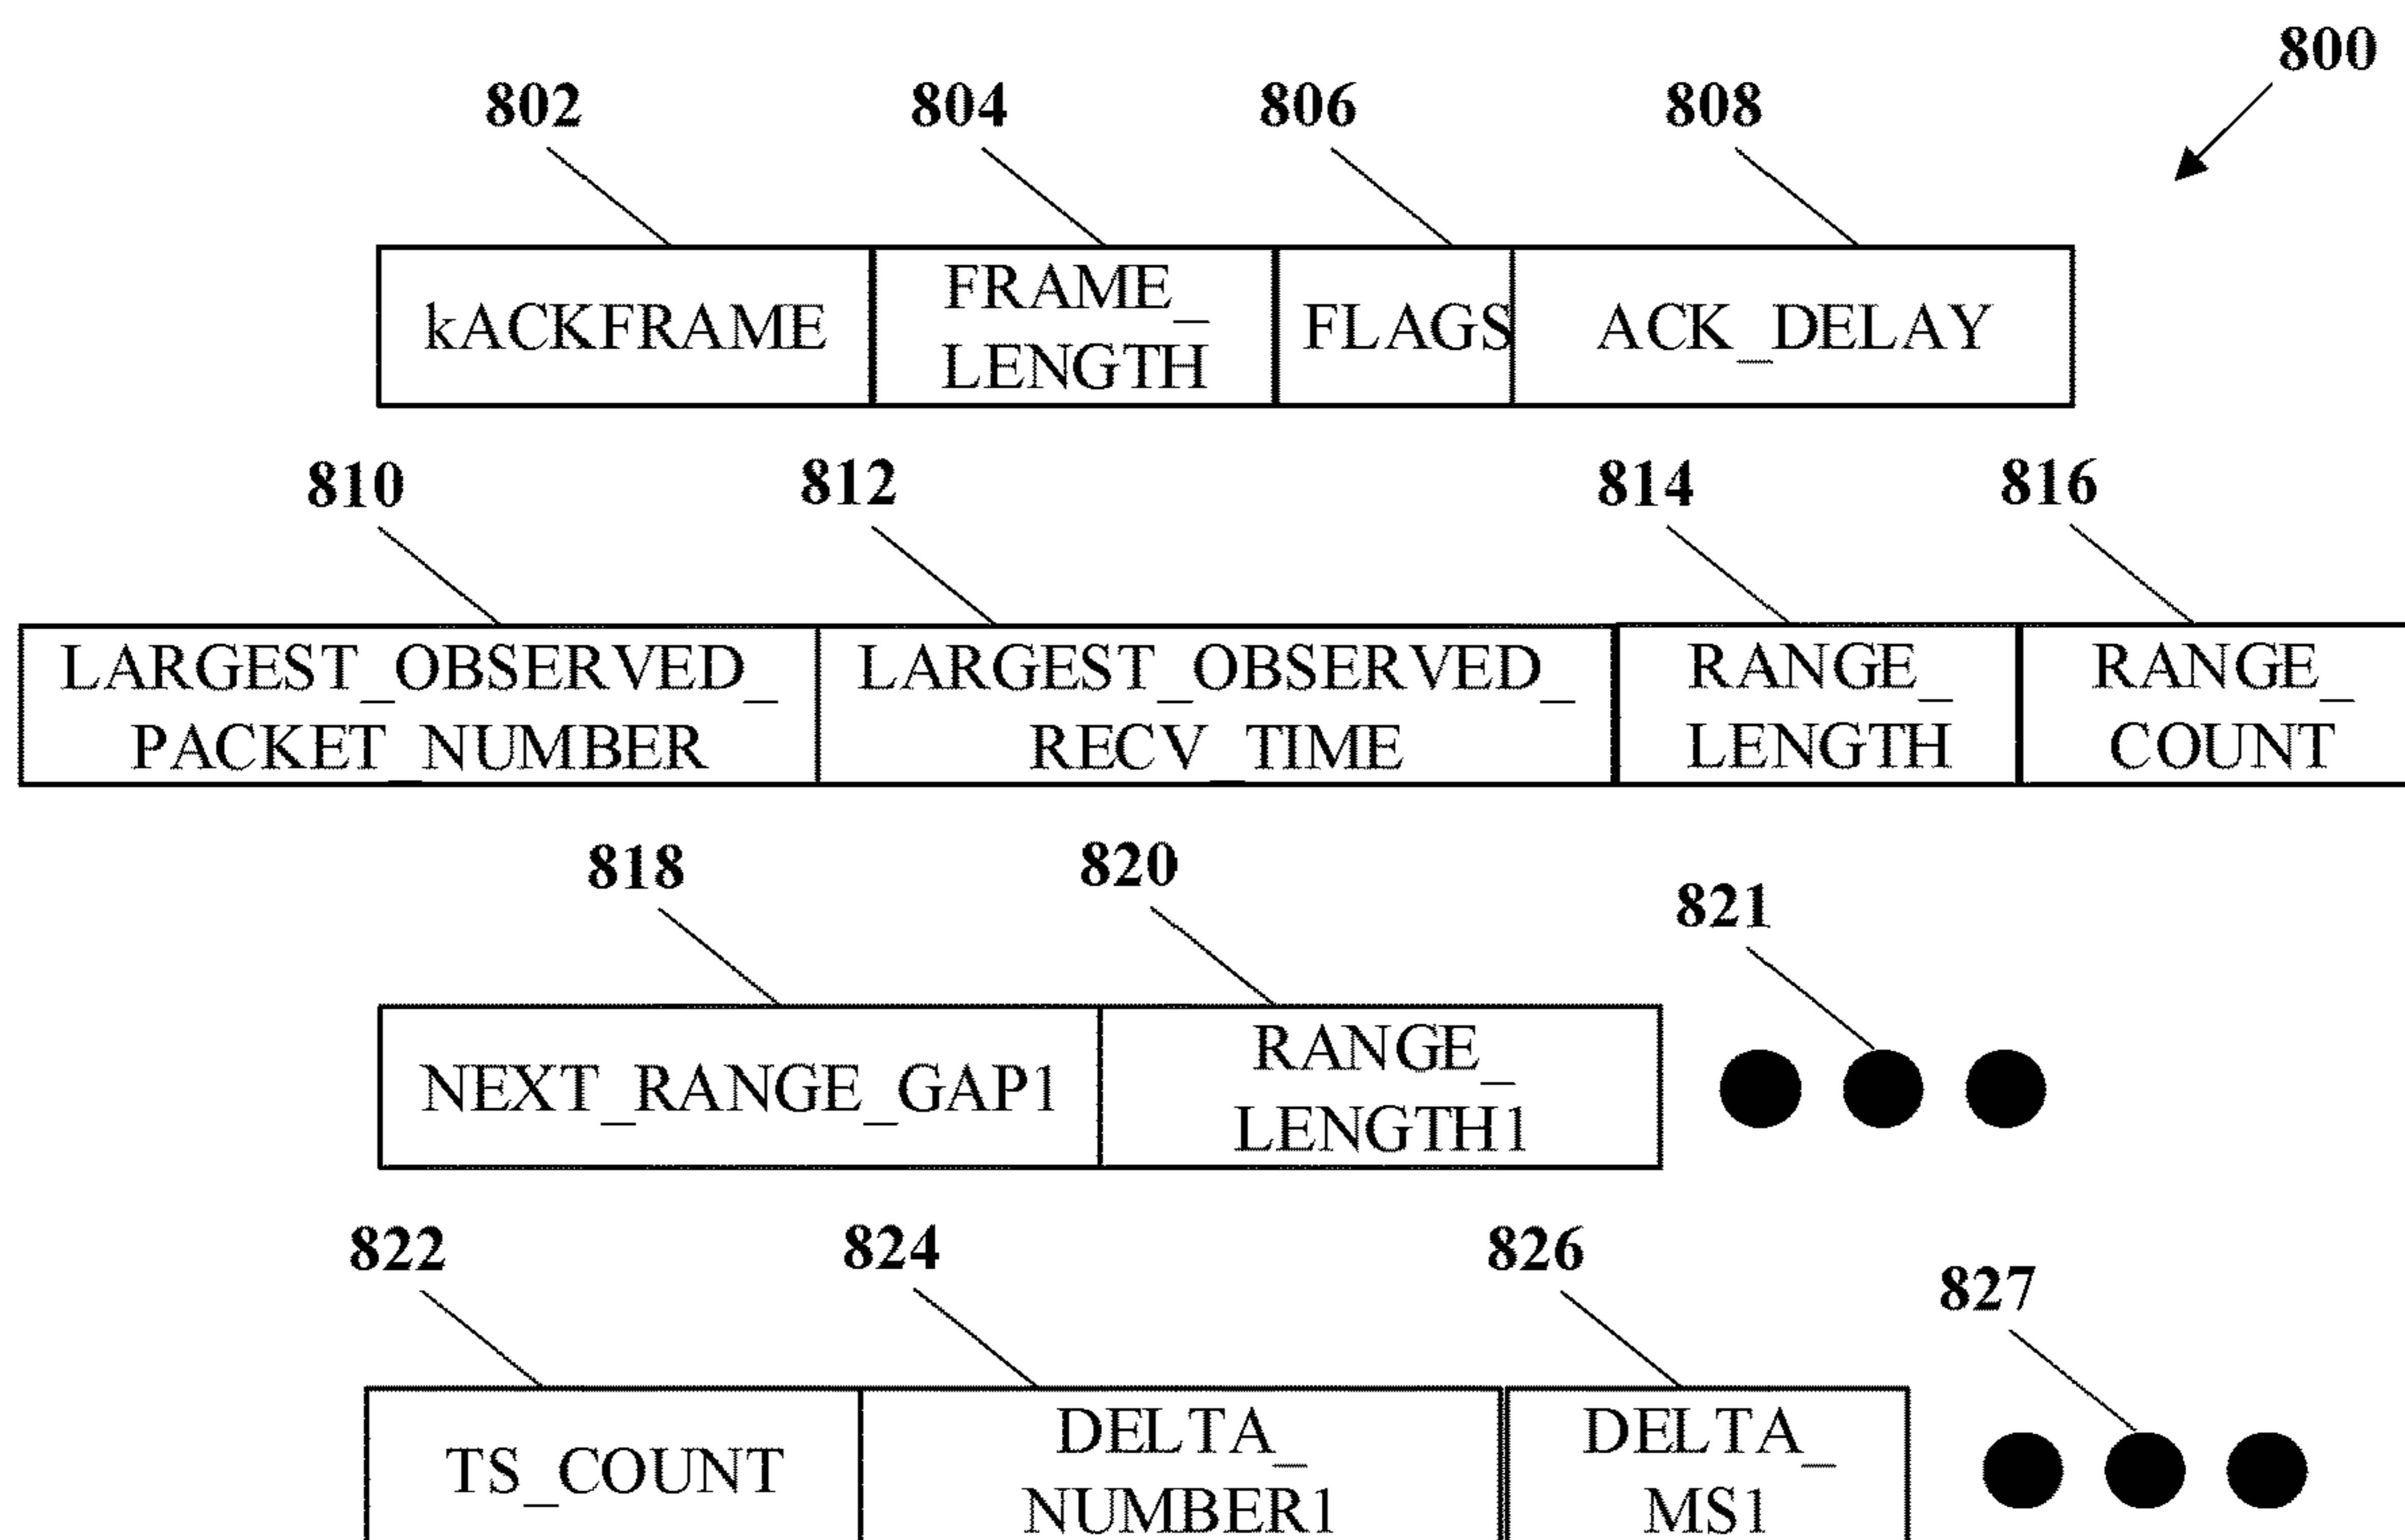 800
802 804 806 808
kACKFRAME FRAME_ LENGTH FLAGS ACK_DELAY
810 812 814 816
LARGEST_OBSERVED_ LARGEST_OBSERVED_ RANGE_ RANGE_
PACKET_NUMBER RECV_TIME LENGTH COUNT
818 820 821
NEXT_RANGE_GAP1 RANGE_ LENGTH1
822 824 826 827
TS_COUNT DELTA_ NUMBER1 DELTA_ MS1